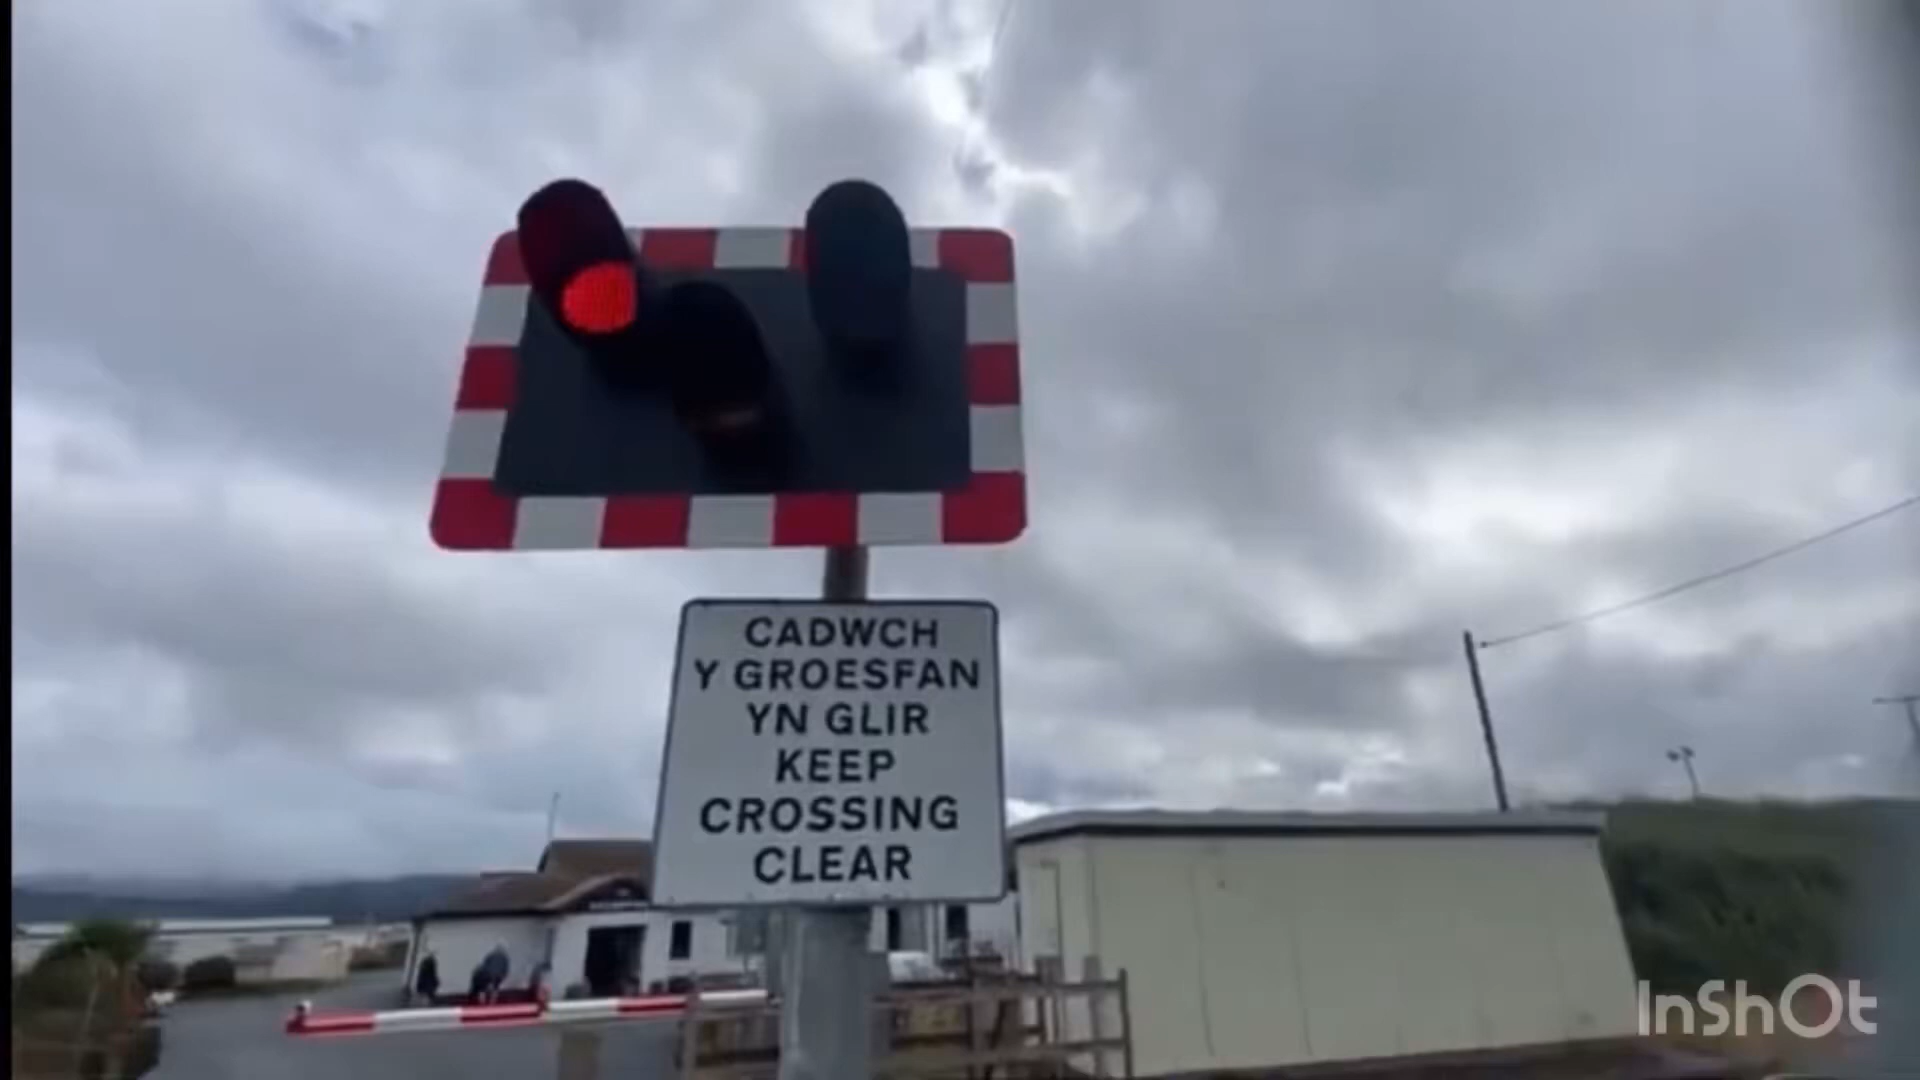 CADWCH
Y GROESFAN
YN GLIR
KEEP
CROSSING
CLEAR
InShOt